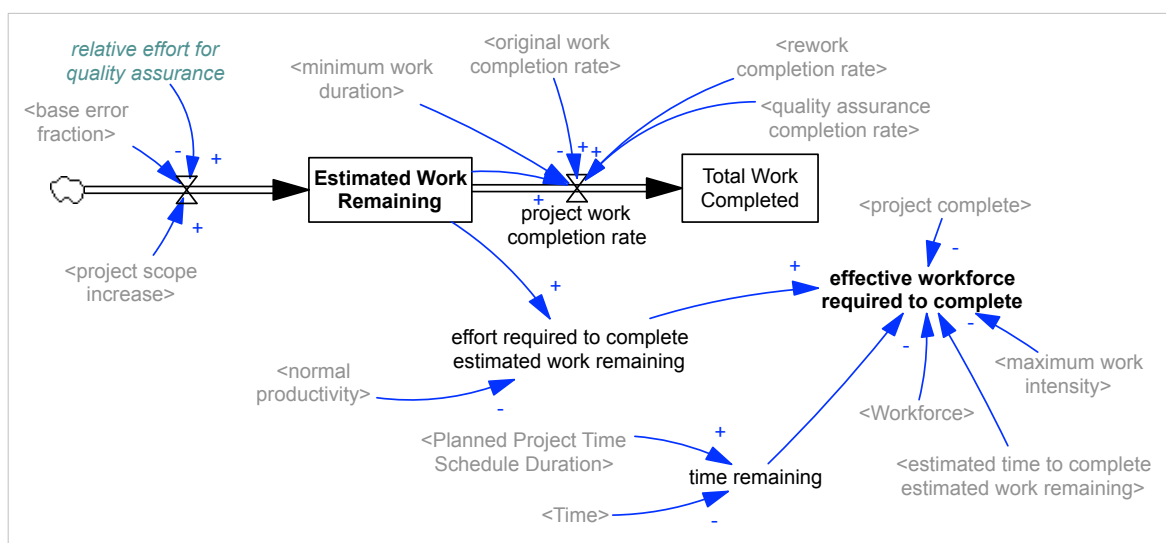 relative effort for
quality assurance
<base error
fraction>
<minimum work
duration>
<original work
completion rate>
<rework
completion rate>
<quality assurance
completion rate>
-
+
-
+
+
Estimated Work
Remaining
+
project work
completion rate
Total Work
Completed
+
<project scope
increase>
<project complete>
-
+
effective workforce
required to complete
+
effort required to complete
estimated work remaining
-
-
-
<maximum work
intensity>
<normal
productivity>
-
<Workforce>
<Planned Project Time
Schedule Duration>
+
time remaining
<estimated time to complete
estimated work remaining>
<Time>
-